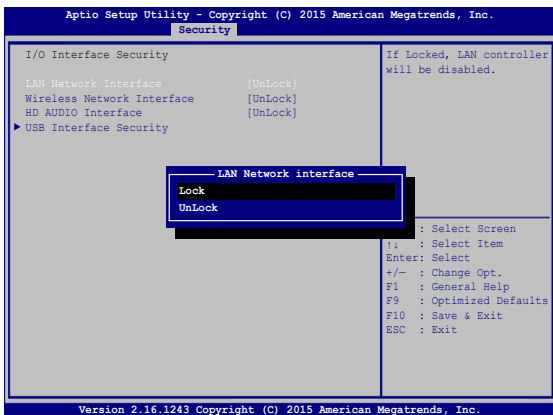 Aptio Setup Utility - Copyright (C) 2015 American Megatrends, Inc.
Security
I/O Interface Security
LAN Network Interface [UnLock]
Wireless Network Interface [UnLock]
HD AUDIO Interface [UnLock]
USB Interface Security
If Locked, LAN controller
will be disabled.
LAN Network interface
Lock
UnLock
: Select Screen
↑↓ : Select Item
Enter: Select
+/— : Change Opt.
F1 : General Help
F9 : Optimized Defaults
F10 : Save & Exit
ESC : Exit
Version 2.16.1243 Copyright (C) 2015 American Megatrends, Inc.